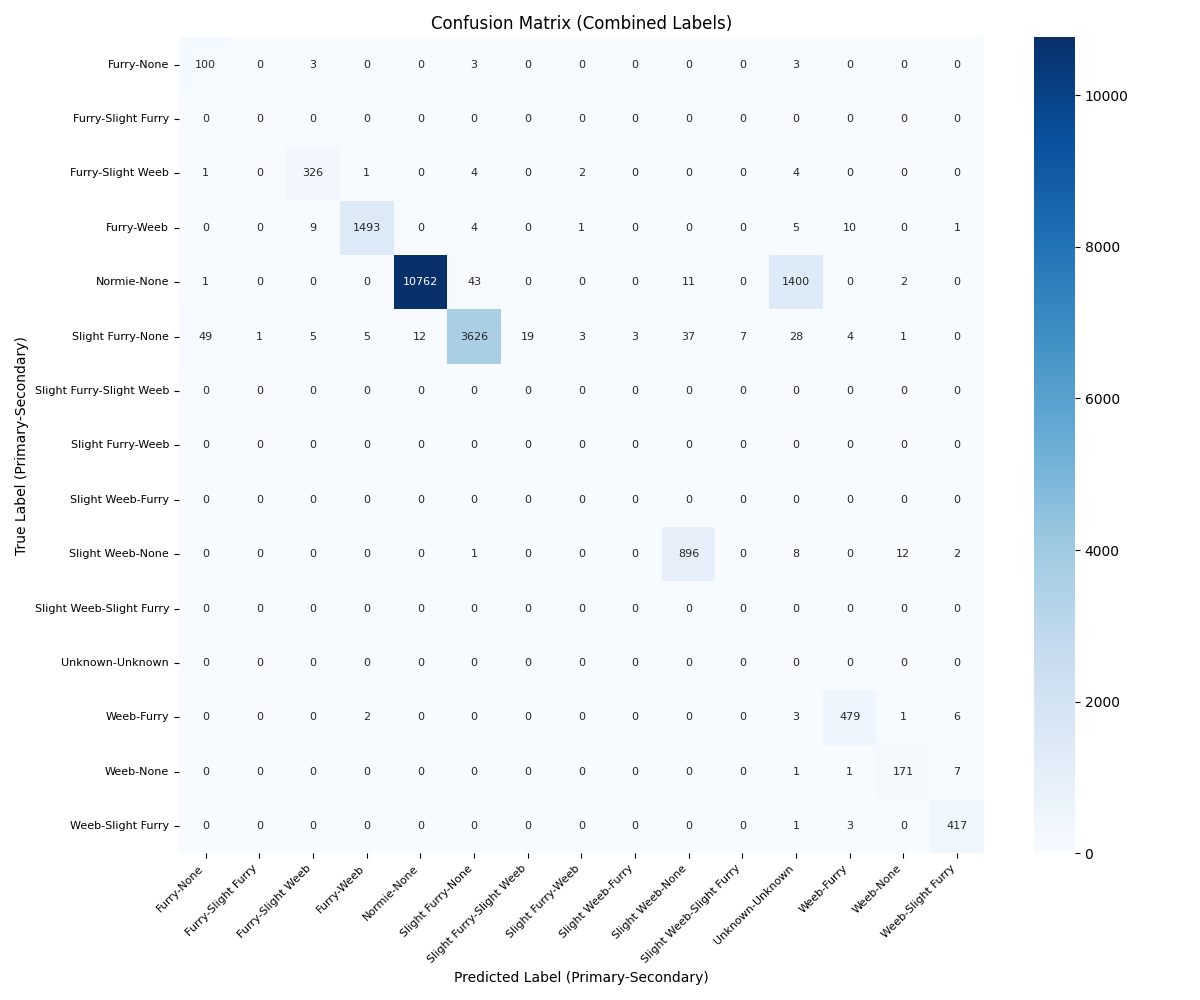 Confusion Matrix (Combined Labels)
True Label (Primary-Secondary)
Furry-None 100 0 3 0 0 3 0 0 0 0 0 3 0 0 0
Furry-Slight Furry 0 0 0 0 0 0 0 0 0 0 0 0 0 0 0
Furry-Slight Weeb 1 0 326 1 0 4 0 2 0 0 0 4 0 0 0
Furry-Weeb 0 0 9 1493 0 4 0 1 0 0 0 5 10 0 1
Normie-None 1 0 0 0 10762 43 0 0 0 11 0 1400 0 2 0
Slight Furry-None 49 1 5 5 12 3626 19 3 3 37 7 28 4 1 0
Slight Furry-Slight Weeb 0 0 0 0 0 0 0 0 0 0 0 0 0 0 0
Slight Furry-Weeb 0 0 0 0 0 0 0 0 0 0 0 0 0 0 0
Slight Weeb-Furry 0 0 0 0 0 0 0 0 0 0 0 0 0 0 0
Slight Weeb-None 0 0 0 0 0 1 0 0 0 896 0 8 0 12 2
Slight Weeb-Slight Furry 0 0 0 0 0 0 0 0 0 0 0 0 0 0 0
Unknown-Unknown 0 0 0 0 0 0 0 0 0 0 0 0 0 0 0
Weeb-Furry 0 0 0 2 0 0 0 0 0 0 0 3 479 1 6
Weeb-None 0 0 0 0 0 0 0 0 0 0 0 1 1 171 7
Weeb-Slight Furry 0 0 0 0 0 0 0 0 0 0 0 1 3 0 417
Furry-None
Furry-Slight Furry
Furry-Slight Weeb
Furry-Weeb
Normie-None
Slight Furry-None
Slight Furry-Slight Weeb
Slight Furry-Weeb
Slight Weeb-Furry
Slight Weeb-None
Slight Weeb-Slight Furry
Unknown-Unknown
Weeb-Furry
Weeb-None
Weeb-Slight Furry
Predicted Label (Primary-Secondary)
10000
8000
6000
4000
2000
0